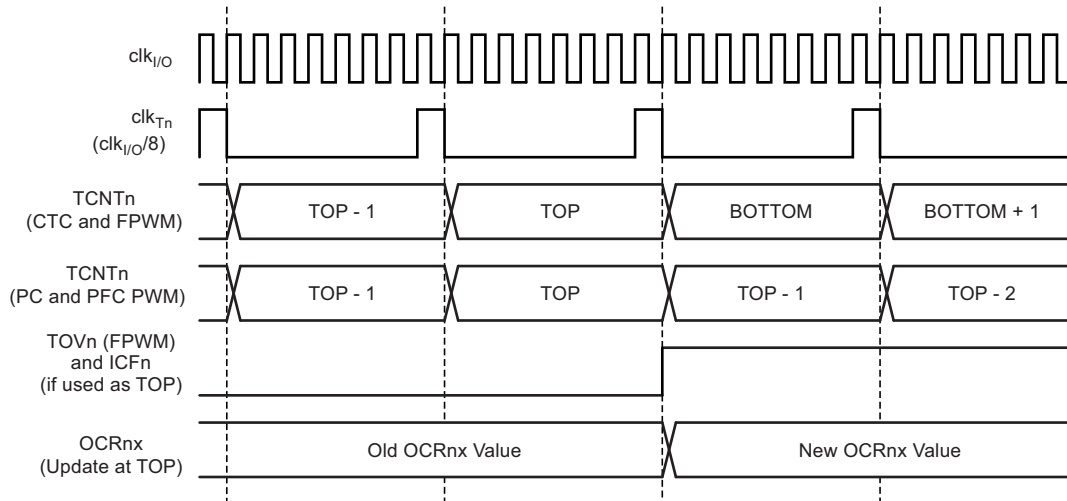 clkI/O
clkTn
(clkI/O/8)
TCNTn
(CTC and FPWM)
TOP - 1 TOP BOTTOM BOTTOM + 1
TCNTn
(PC and PFC PWM)
TOP - 1 TOP TOP - 1 TOP - 2
TOVn (FPWM)
and ICFn
(if used as TOP)
OCRnx
(Update at TOP)
Old OCRnx Value New OCRnx Value